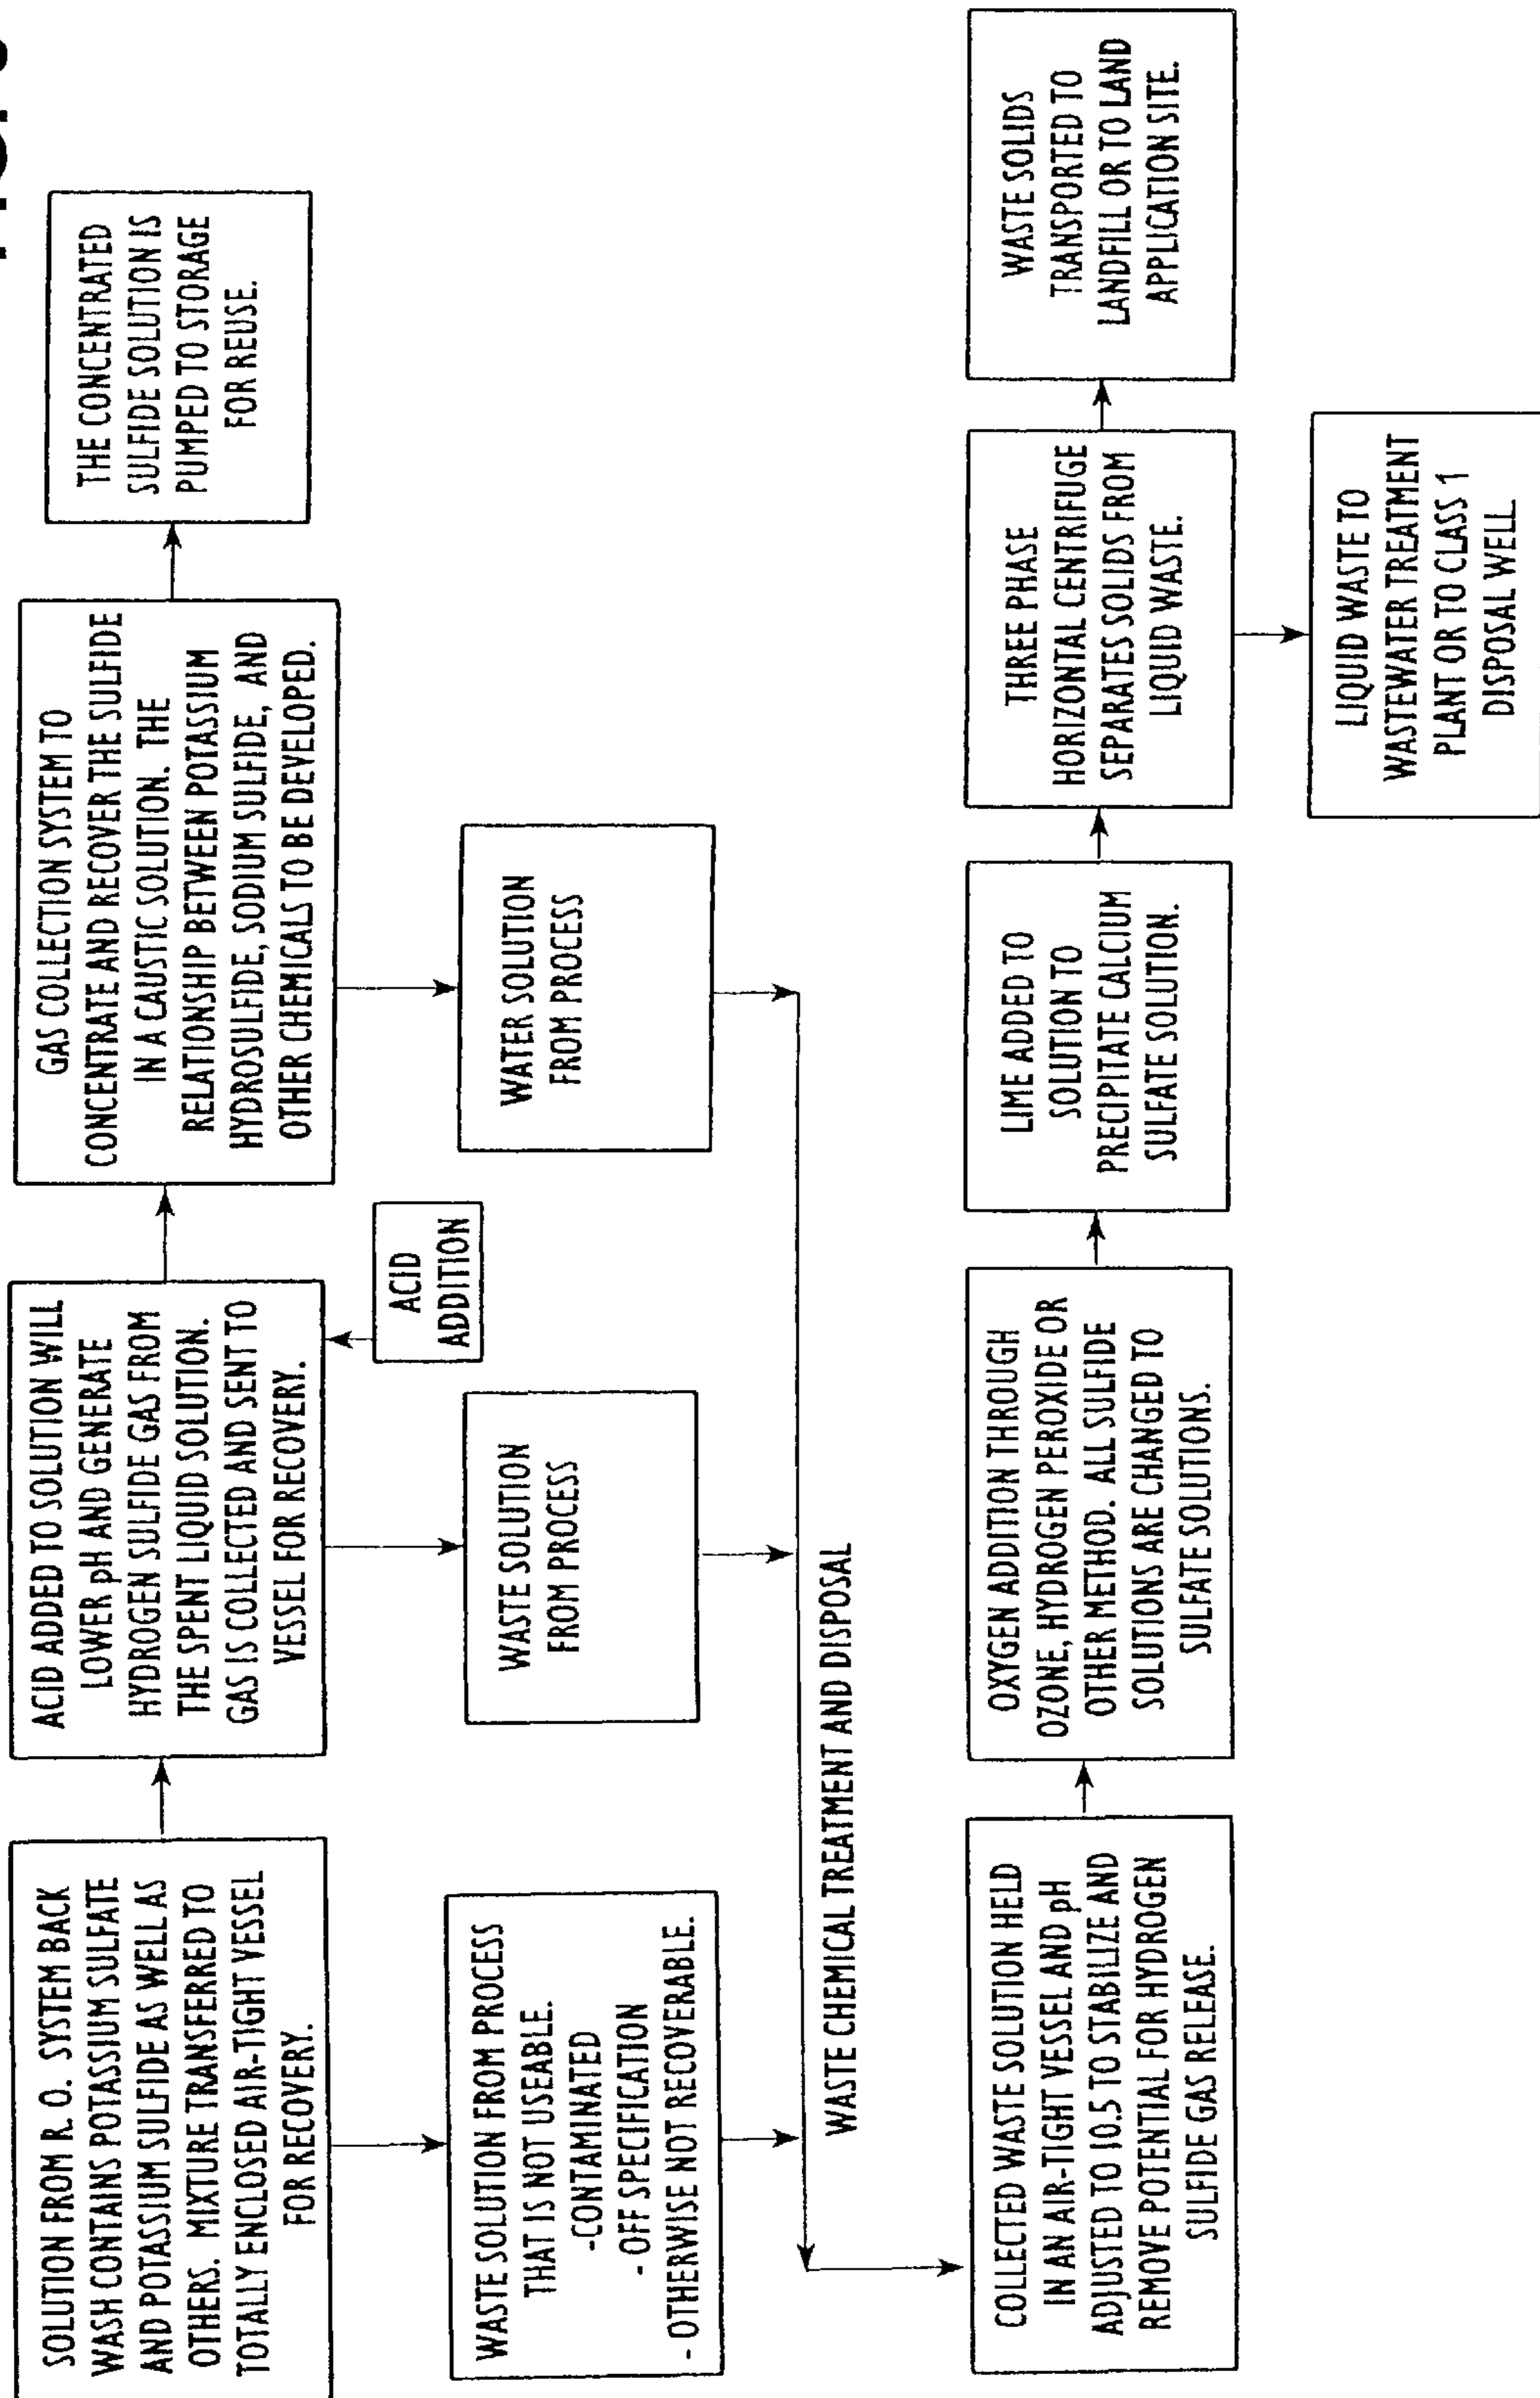 SOLUTION FROM R. O. SYSTEM BACK
WASH CONTAINS POTASSIUM SULFATE
AND POTASSIUM SULFIDE AS WELL AS
OTHERS. MIXTURE TRANSFERRED TO
TOTALLY ENCLOSED AIR-TIGHT VESSEL
FOR RECOVERY.
ACID ADDED TO SOLUTION WILL
LOWER pH AND GENERATE
HYDROGEN SULFIDE GAS FROM
THE SPENT LIQUID SOLUTION.
GAS IS COLLECTED AND SENT TO
VESSEL FOR RECOVERY.
GAS COLLECTION SYSTEM TO
CONCENTRATE AND RECOVER THE SULFIDE
IN A CAUSTIC SOLUTION. THE
RELATIONSHIP BETWEEN POTASSIUM
HYDROSULFIDE, SODIUM SULFIDE, AND
OTHER CHEMICALS TO BE DEVELOPED.
THE CONCENTRATED
SULFIDE SOLUTION IS
PUMPED TO STORAGE
FOR REUSE.
ACID
ADDITION
WASTE SOLUTION FROM PROCESS
THAT IS NOT USEABLE.
-CONTAMINATED
- OFF SPECIFICATION
- OTHERWISE NOT RECOVERABLE.
WASTE SOLUTION
FROM PROCESS
WATER SOLUTION
FROM PROCESS
WASTE CHEMICAL TREATMENT AND DISPOSAL
COLLECTED WASTE SOLUTION HELD
IN AN AIR-TIGHT VESSEL AND pH
ADJUSTED TO 10.5 TO STABILIZE AND
REMOVE POTENTIAL FOR HYDROGEN
SULFIDE GAS RELEASE.
OXYGEN ADDITION THROUGH
OZONE, HYDROGEN PEROXIDE OR
OTHER METHOD. ALL SULFIDE
SOLUTIONS ARE CHANGED TO
SULFATE SOLUTIONS.
LIME ADDED TO
SOLUTION TO
PRECIPITATE CALCIUM
SULFATE SOLUTION.
THREE PHASE
HORIZONTAL CENTRIFUGE
SEPARATES SOLIDS FROM
LIQUID WASTE.
WASTE SOLIDS
TRANSPORTED TO
LANDFILL OR TO LAND
APPLICATION SITE.
LIQUID WASTE TO
WASTEWATER TREATMENT
PLANT OR TO CLASS 1
DISPOSAL WELL